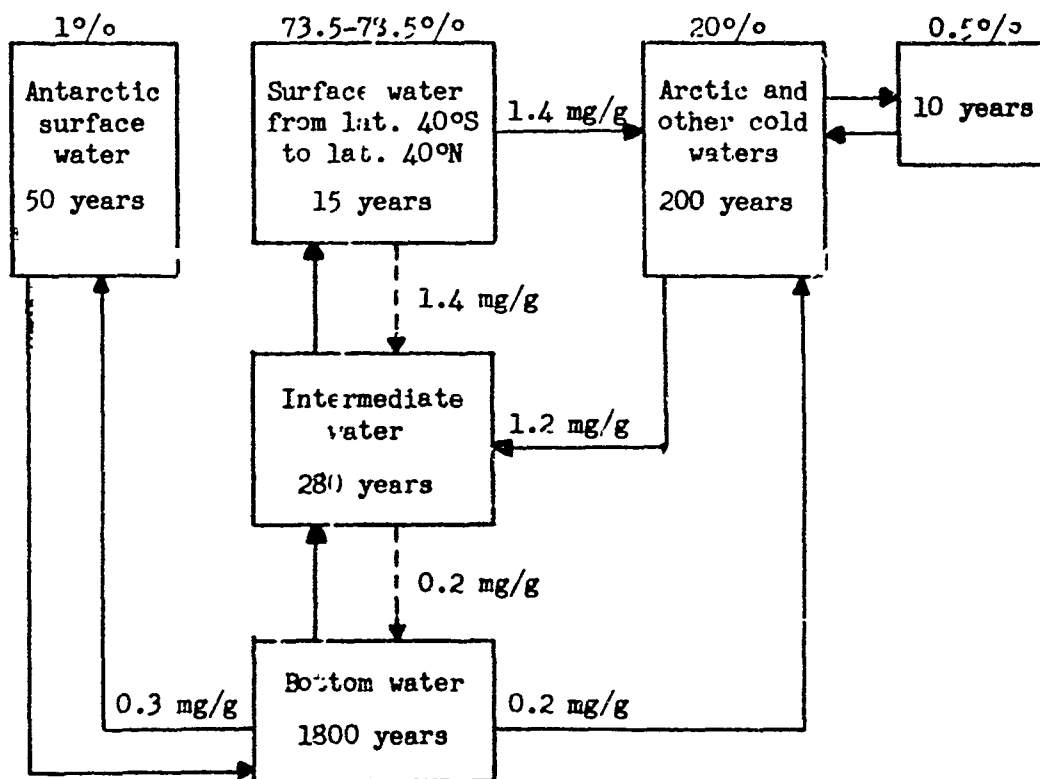 1%
73.5-78.5%
20%
0.5%
Antarctic
surface
water
50 years
Surface water
from lat. 40°S
to lat. 40°N
15 years
1.4 mg/g
Arctic and
other cold
waters
200 years
10 years
1.4 mg/g
Intermediate
water
280 years
1.2 mg/g
0.2 mg/g
Bottom water
1800 years
0.3 mg/g
0.2 mg/g